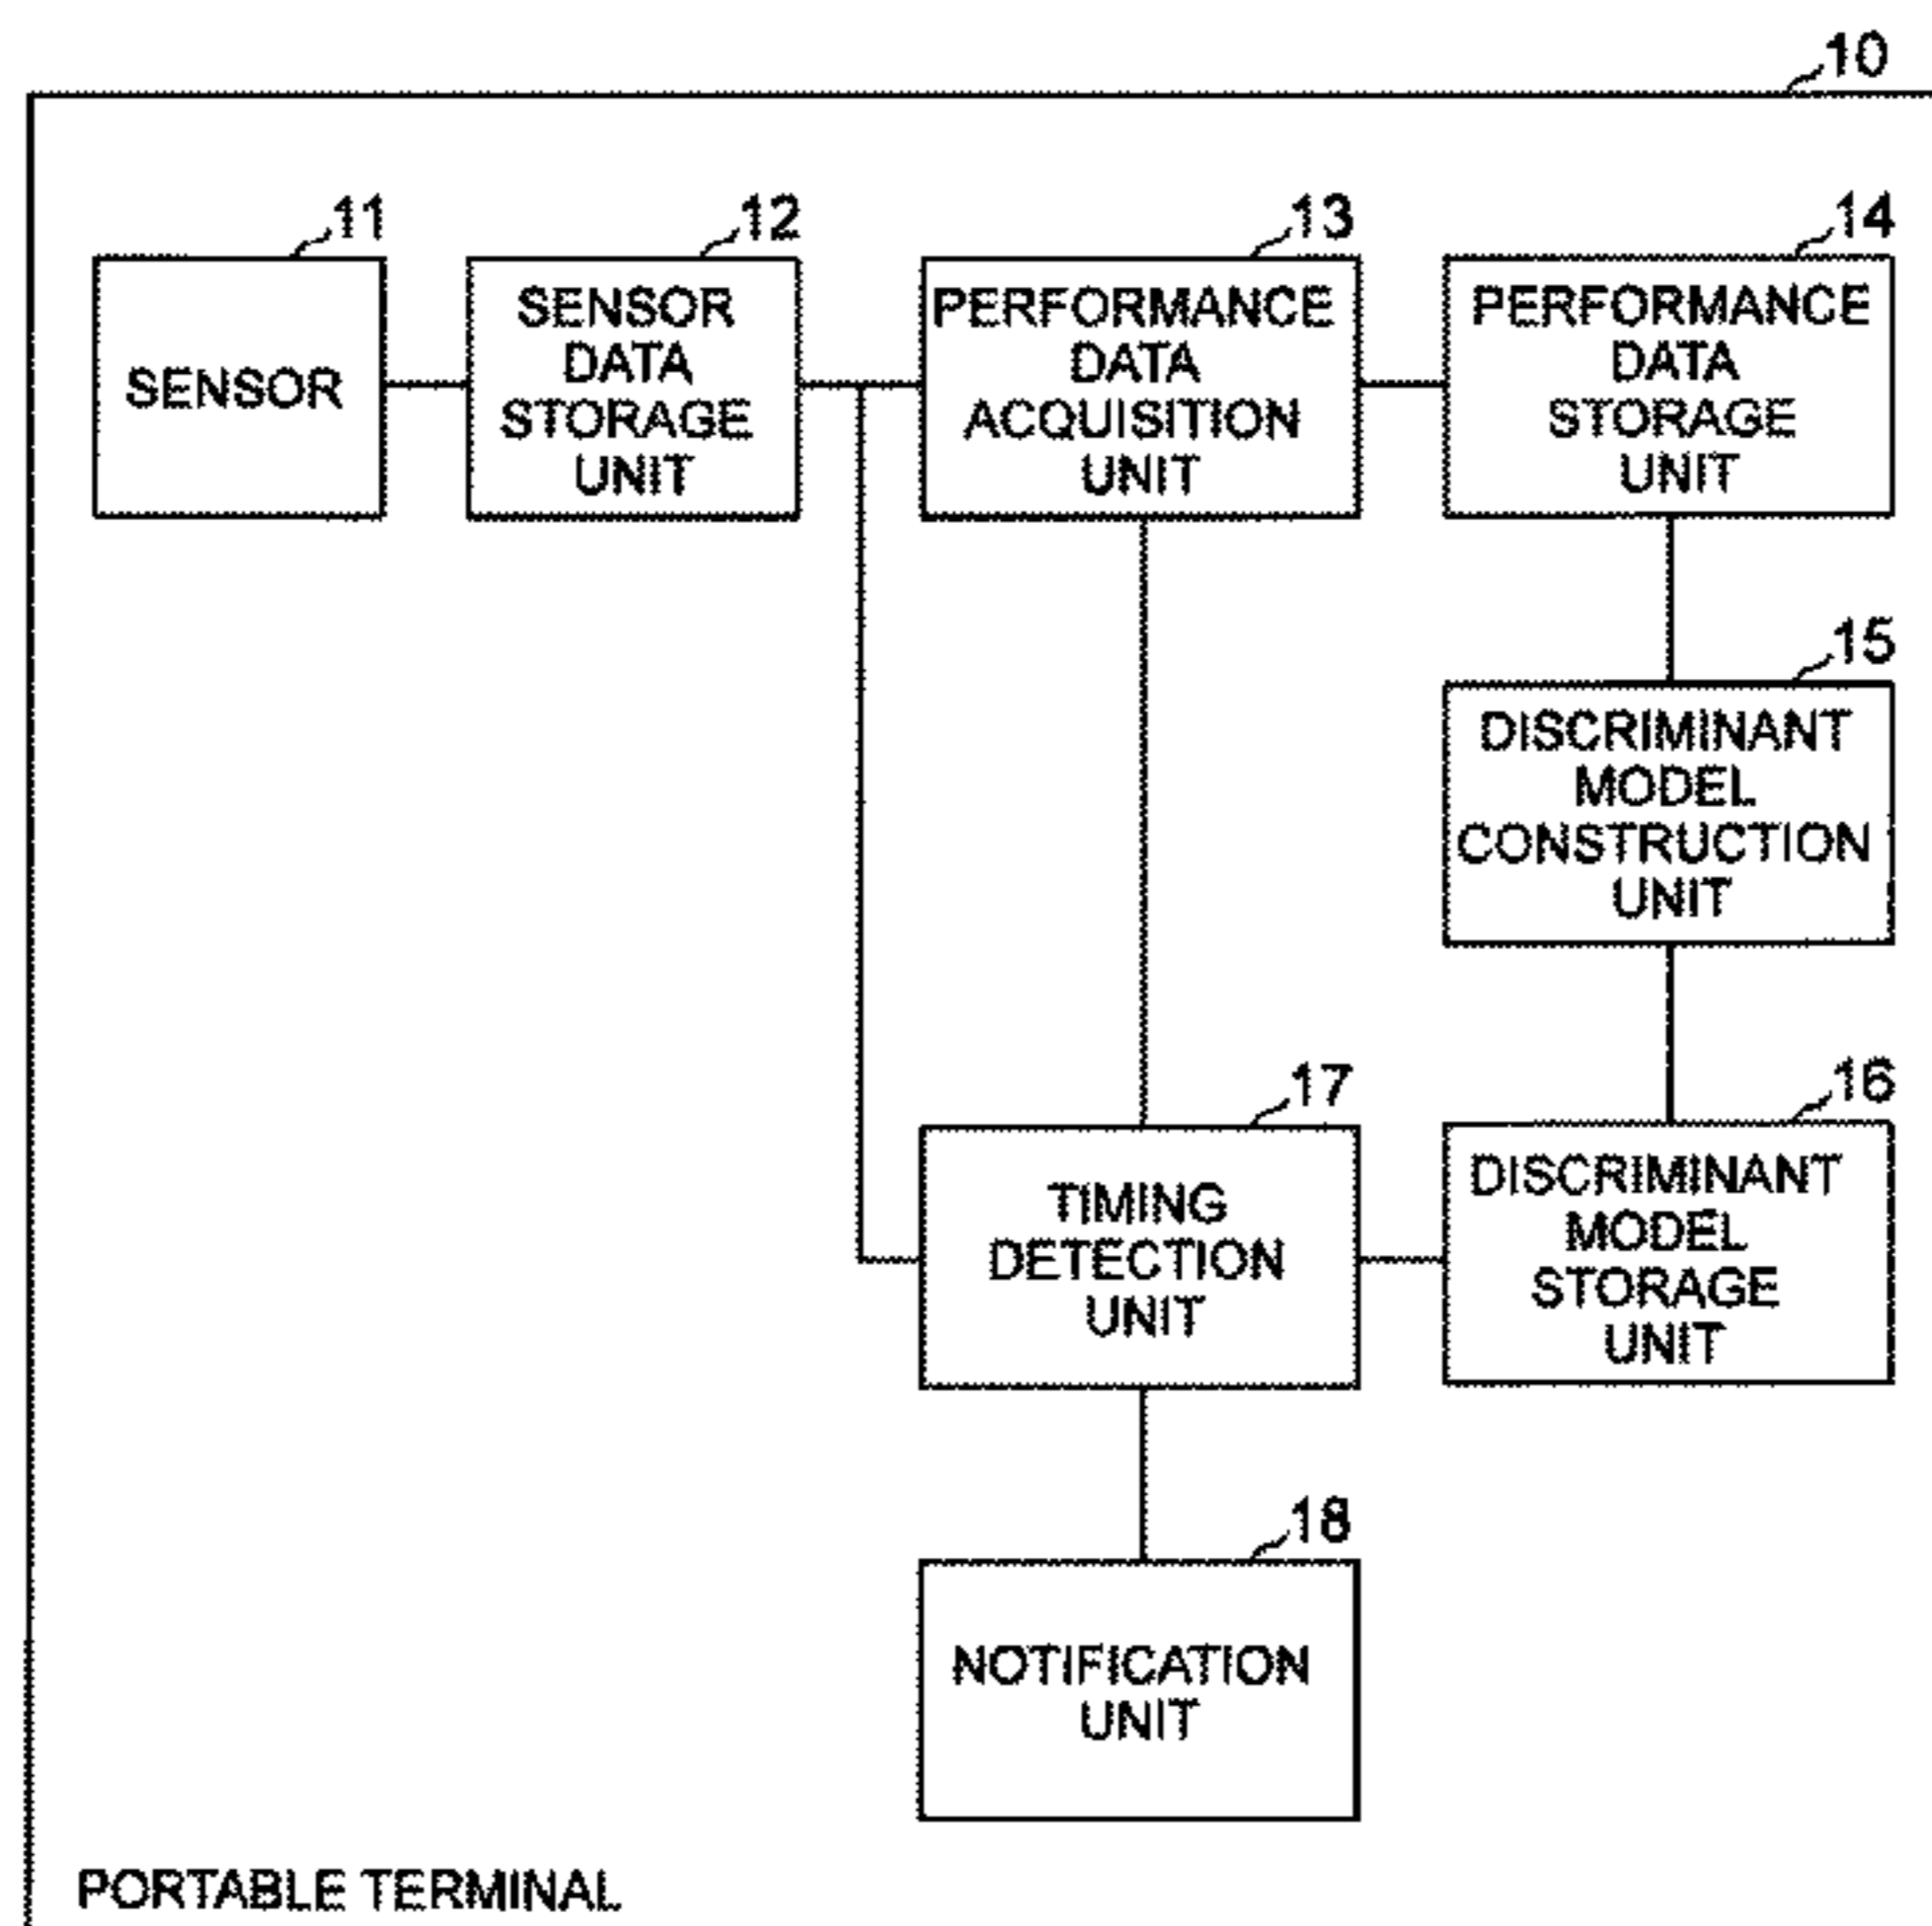 10
11
12
13
14
SENSOR
SENSOR
DATA
STORAGE
UNIT
PERFORMANCE
DATA
ACQUISITION
UNIT
PERFORMANCE
DATA
STORAGE
UNIT
15
DISCRIMINANT
MODEL
CONSTRUCTION
UNIT
17
TIMING
DETECTION
UNIT
16
DISCRIMINANT
MODEL
STORAGE
UNIT
18
NOTIFICATION
UNIT
PORTABLE TERMINAL